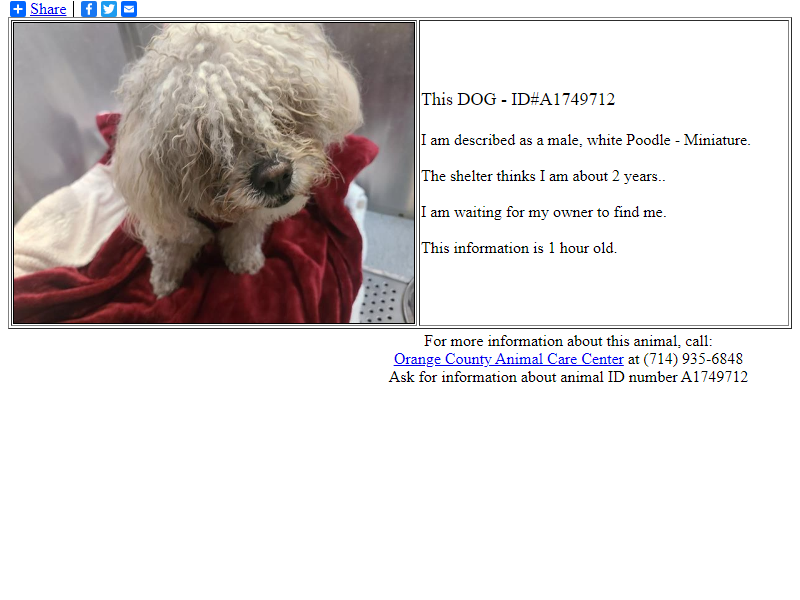 Share
This DOG - ID#A1749712
I am described as a male, white Poodle - Miniature.
The shelter thinks I am about 2 years..
I am waiting for my owner to find me.
This information is 1 hour old.
For more information about this animal, call:
Orange County Animal Care Center at (714) 935-6848
Ask for information about animal ID number A1749712